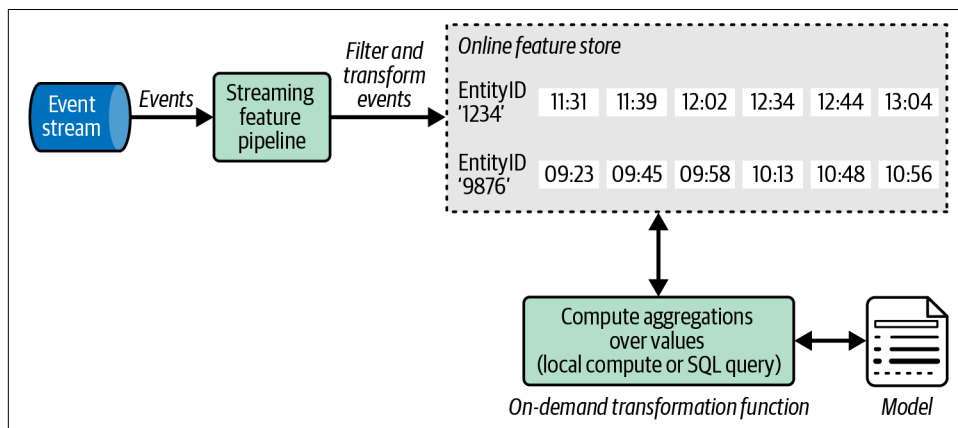 Event
stream
Events
Streaming
feature
pipeline
Filter and
transform
events
Online feature store
EntityID
'1234'
11:31 11:39 12:02 12:34 12:44 13:04
EntityID
'9876'
09:23 09:45 09:58 10:13 10:48 10:56
Compute aggregations
over values
(local compute or SQL query)
On-demand transformation function
Model